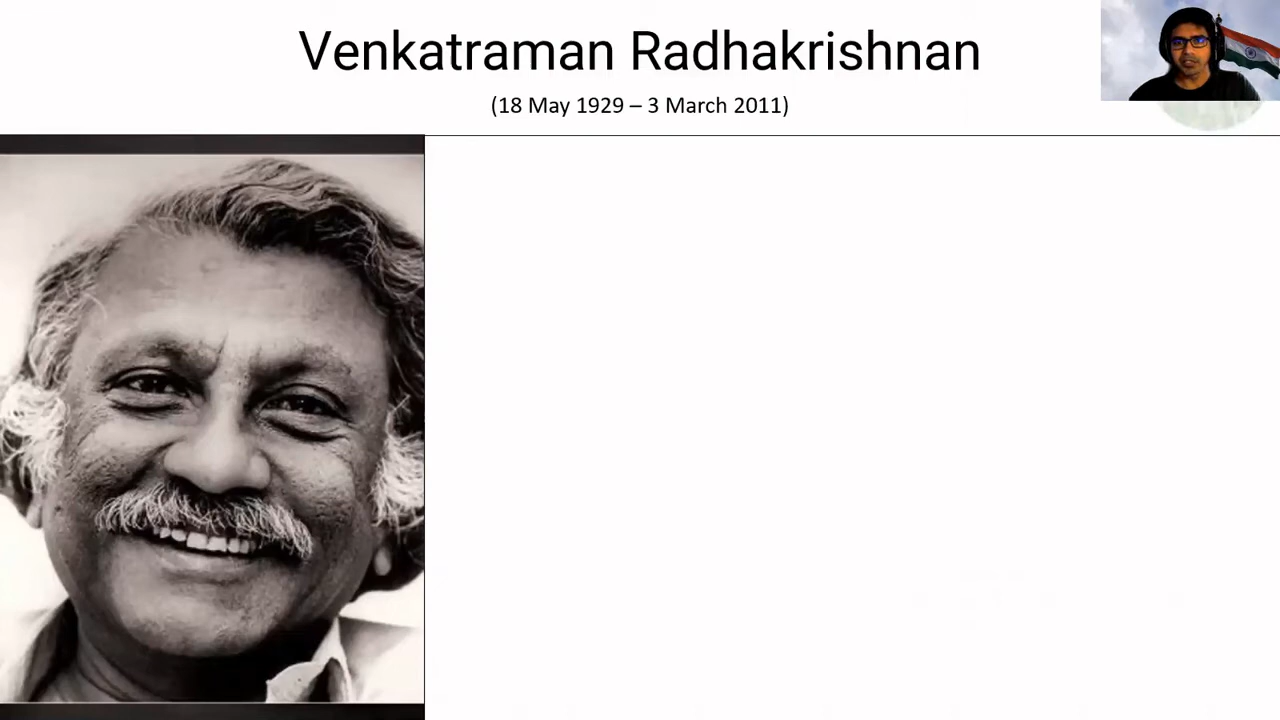 Venkatraman Radhakrishnan
(18 May 1929 – 3 March 2011)